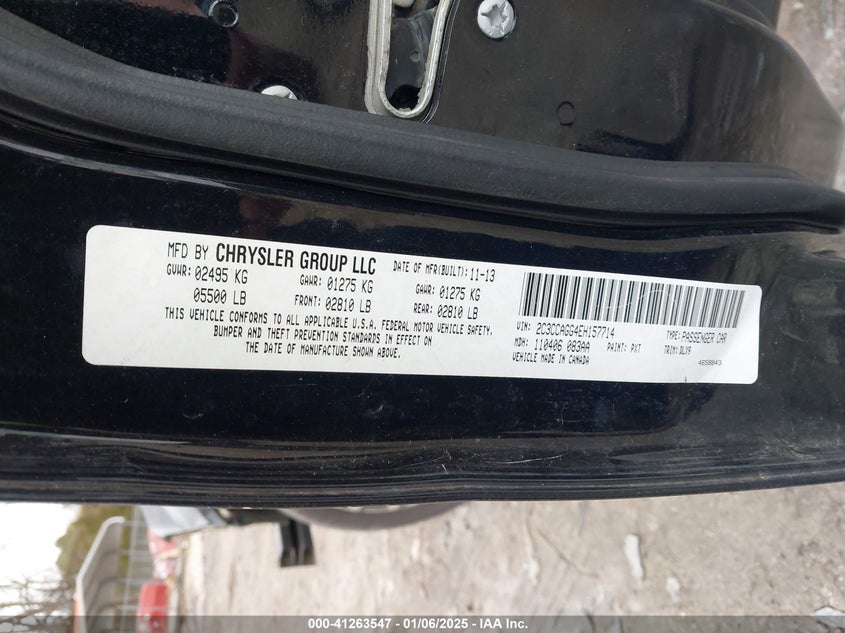 MFD BY CHRYSLER GROUP LLC DATE OF MFR(BUILT): 11-13
GVWR: 02495 KG GAWR: 01275 KG GAWR: 01275 KG
05500 LB FRONT: 02810 LB REAR: 02810 LB
THIS VEHICLE CONFORMS TO ALL APPLICABLE U.S.A. FEDERAL MOTOR VEHICLE SAFETY,
BUMPER AND THEFT PREVENTION STANDARDS IN EFFECT ON
THE DATE OF MANUFACTURE SHOWN ABOVE.
VIN: 2C3CCAGG4EH157714 TYPE: PASSENGER CAR
MDH: 110406 083AA PAINT: PXT TRIM: DLX9
VEHICLE MADE IN CANADA 4658843
000-41263547 - 01/06/2025 - IAA Inc.